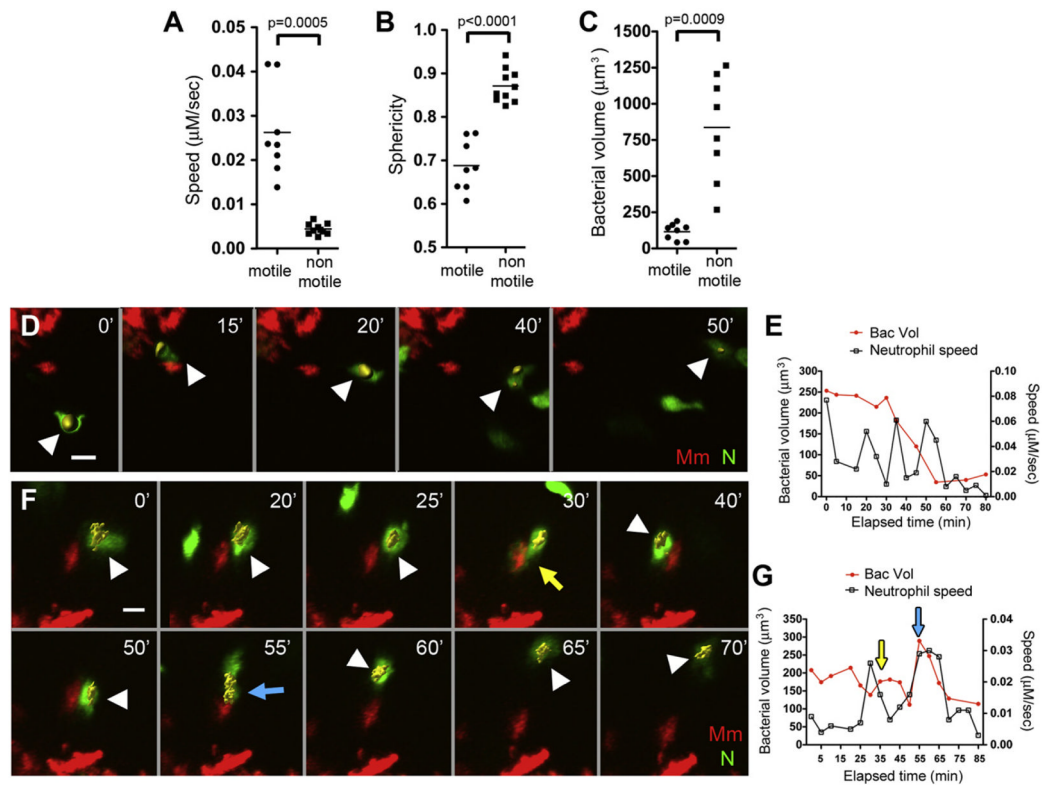 A
p=0.0005
Speed (µM/sec)
0.05
0.04
0.03
0.02
0.01
0.00
motile
non
motile
B
p<0.0001
Sphericity
1.0
0.9
0.8
0.7
0.6
0.5
motile
non
motile
C
p=0.0009
Bacterial volume (µm³)
1500
1250
1000
750
500
250
0
motile
non
motile
D
0'
15'
20'
40'
50'
Mm N
E
Bac Vol
Neutrophil speed
Bacterial volume (µm³)
300
250
200
150
100
50
0
0.10
0.08
0.06
0.04
0.02
0.00
Speed (µM/sec)
0 10 20 30 40 50 60 70 80
Elapsed time (min)
F
0'
20'
25'
30'
40'
50'
55'
60'
65'
70'
Mm
N
G
Bac Vol
Neutrophil speed
Bacterial volume (µm³)
350
300
250
200
150
100
50
0
0.04
0.03
0.02
0.01
0.00
Speed (µM/sec)
5 15 25 35 45 55 65 75 85
Elapsed time (min)